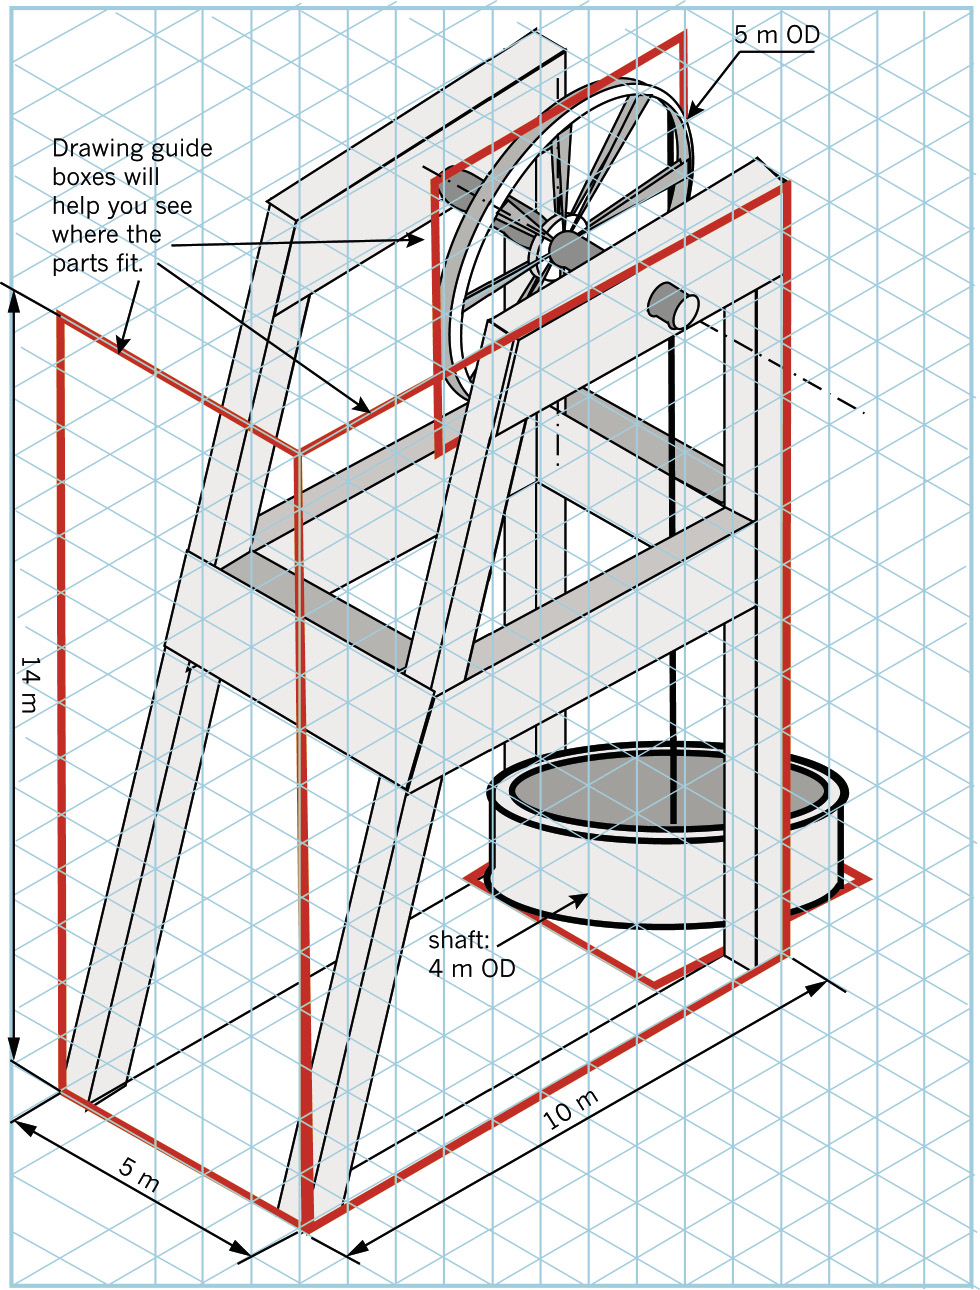 5 m OD
Drawing guide
boxes will
help you see
where the
parts fit.
14 m
shaft:
4 m OD
10 m
5 m